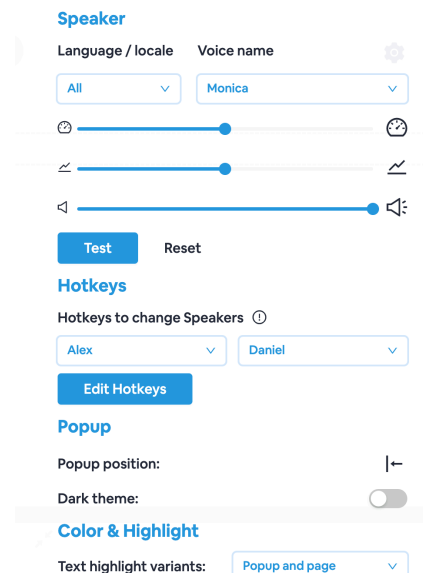 Speaker
Language / locale Voice name
All Monica
Test Reset
Hotkeys
Hotkeys to change Speakers
Alex Daniel
Edit Hotkeys
Popup
Popup position:
Dark theme:
Color & Highlight
Text highlight variants: Popup and page